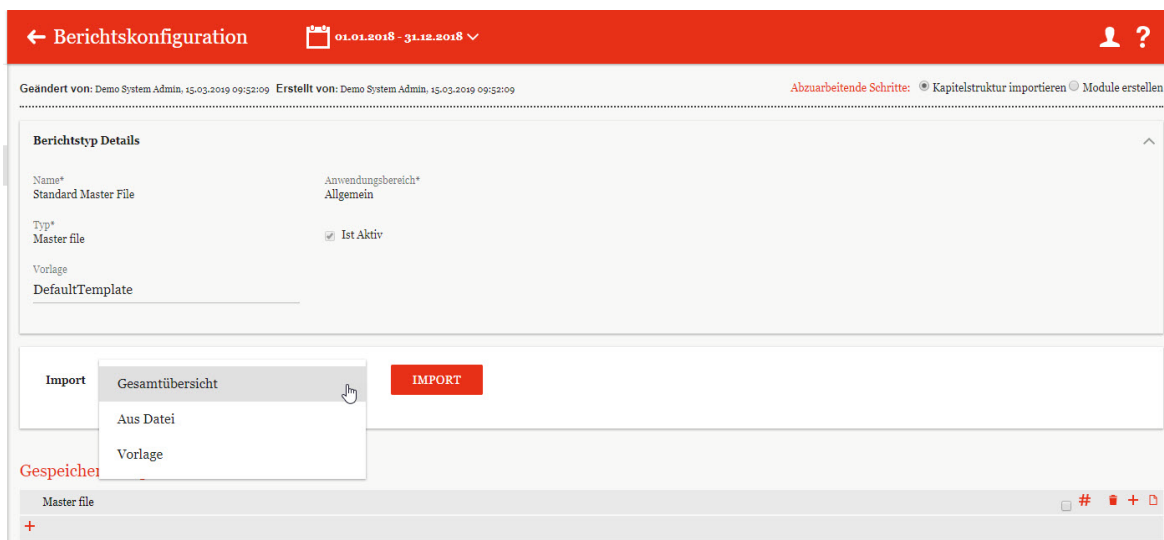 ← Berichtskonfiguration 01.01.2018 - 31.12.2018 ?
Geändert von: Demo System Admin, 15.03.2019 09:52:09 Erstellt von: Demo System Admin, 15.03.2019 09:52:09 Abzuarbeitende Schritte: Kapitelstruktur importieren Module erstellen
Berichtstyp Details
Name* Anwendungsbereich*
Standard Master File Allgemein
Typ* Ist Aktiv
Master file
Vorlage
DefaultTemplate
Import Gesamtübersicht IMPORT
Aus Datei
Vorlage
Master file # +
+